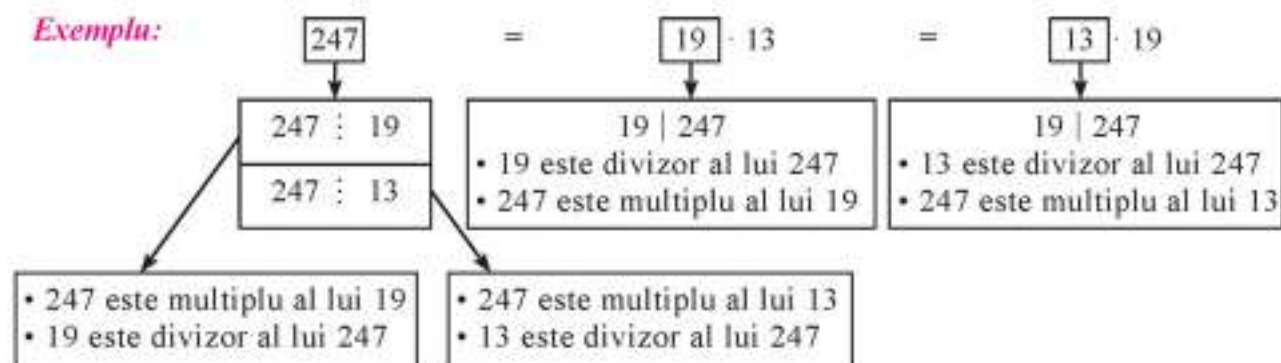 Exemplu: 247 = 19 · 13 = 13 · 19
247 ⋮ 19
247 ⋮ 13
19 | 247
• 19 este divizor al lui 247
• 247 este multiplu al lui 19
19 | 247
• 13 este divizor al lui 247
• 247 este multiplu al lui 13
• 247 este multiplu al lui 19
• 19 este divizor al lui 247
• 247 este multiplu al lui 13
• 13 este divizor al lui 247